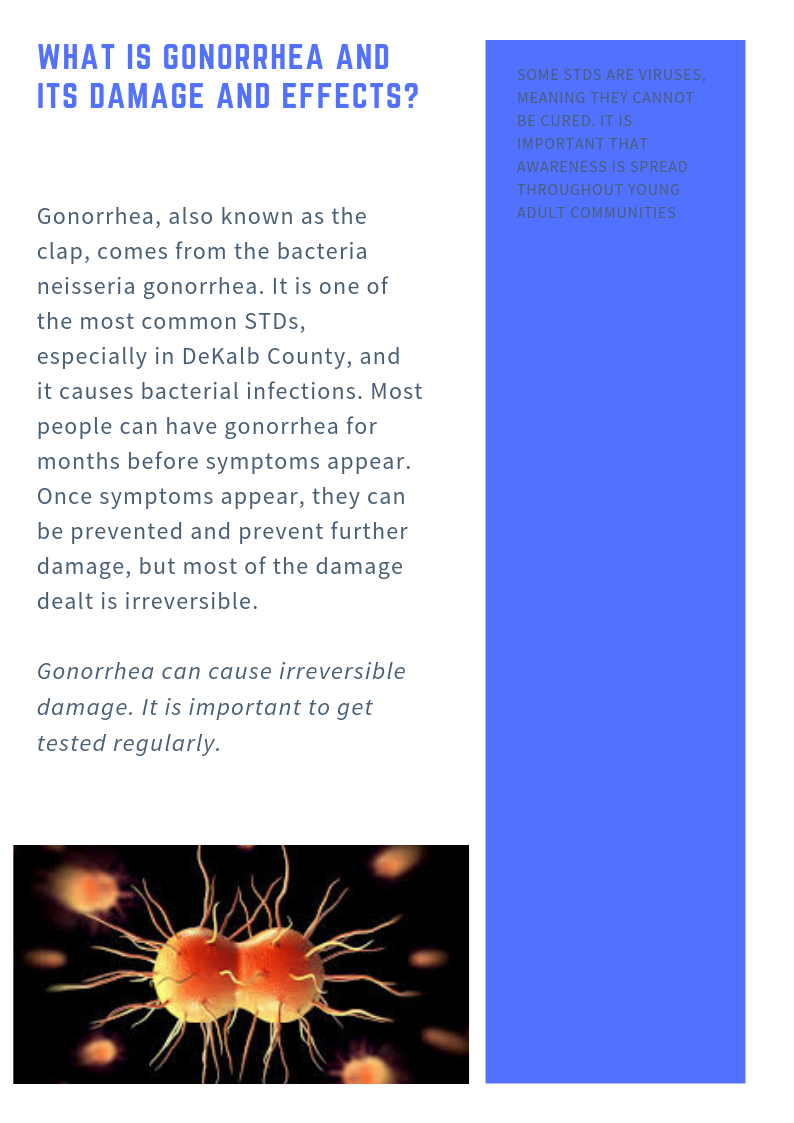 WHAT IS GONORRHEA AND
ITS DAMAGE AND EFFECTS?
Gonorrhea, also known as the
clap, comes from the bacteria
neisseria gonorrhea. It is one of
the most common STDs,
especially in DeKalb County, and
it causes bacterial infections. Most
people can have gonorrhea for
months before symptoms appear.
Once symptoms appear, they can
be prevented and prevent further
damage, but most of the damage
dealt is irreversible.
Gonorrhea can cause irreversible
damage. It is important to get
tested regularly.
SOME STDS ARE VIRUSES,
MEANING THEY CANNOT
BE CURED. IT IS
IMPORTANT THAT
AWARENESS IS SPREAD
THROUGHOUT YOUNG
ADULT COMMUNITIES